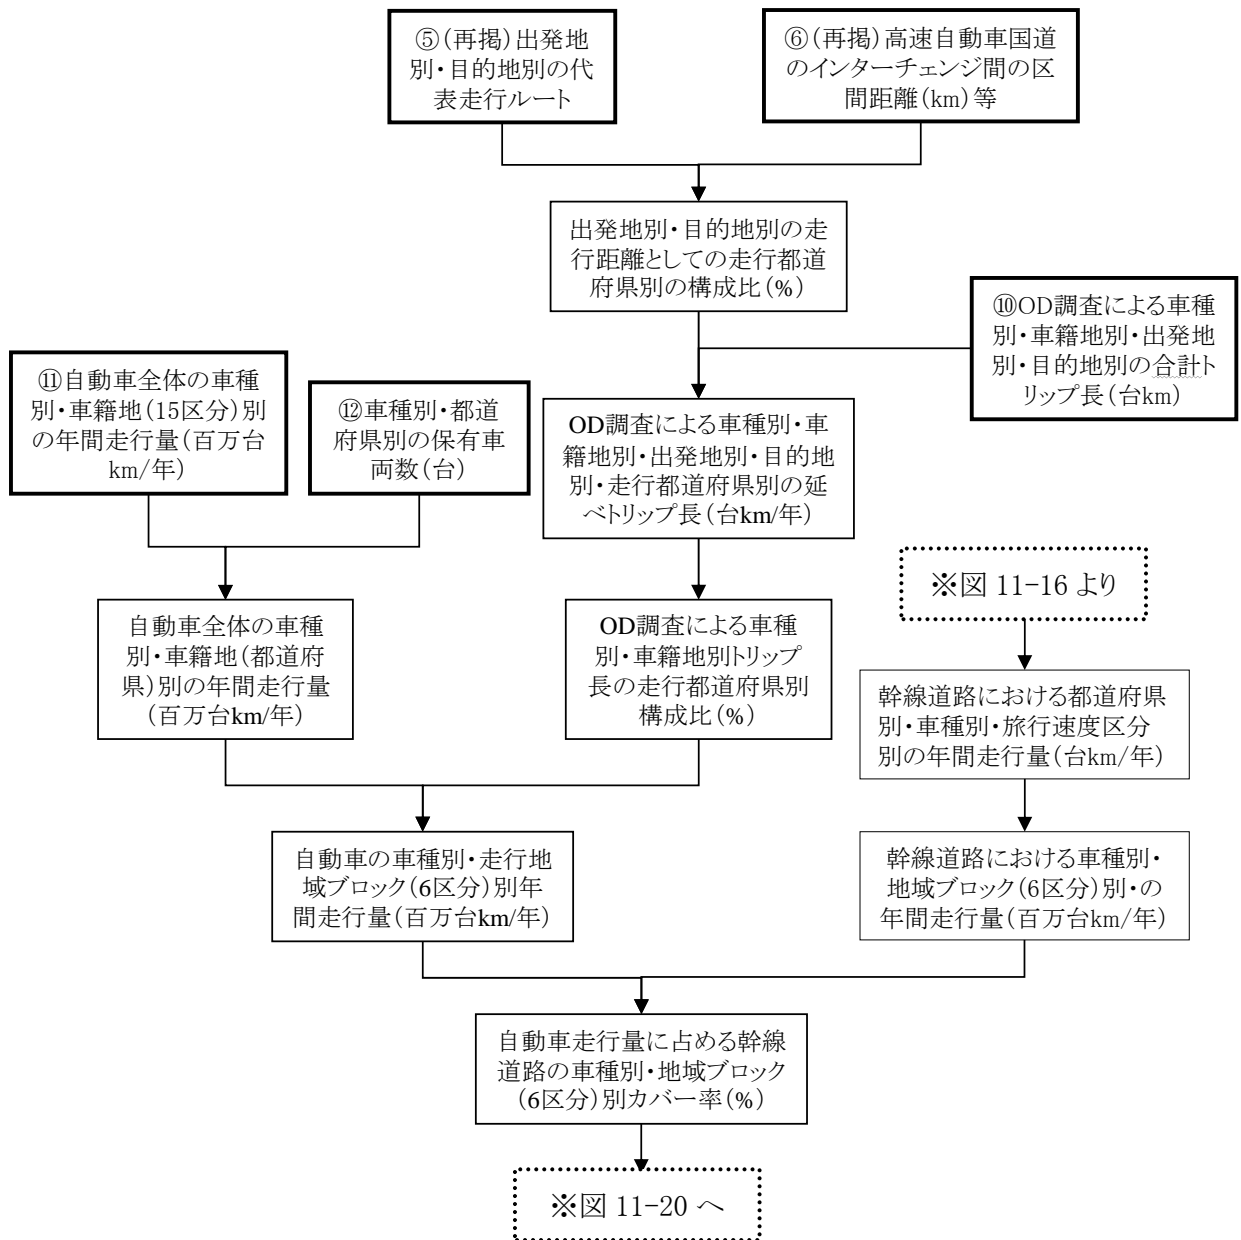 ⑤(再掲)出発地
別・目的地別の代
表走行ルート
⑥(再掲)高速自動車国道
のインターチェンジ間の区
間距離(km)等
出発地別・目的地別の走
行距離としての走行都道
府県別の構成比(%)
⑩OD調査による車種
別・車籍地別・出発地
別・目的地別の合計ト
リップ長(台km)
⑪自動車全体の車種
別・車籍地(15区分)別
の年間走行量(百万台
km/年)
⑫車種別・都道
府県別の保有車
両数(台)
OD調査による車種別・車
籍地別・出発地別・目的地
別・走行都道府県別の延
べトリップ長(台km/年)
※図 11-16 より
自動車全体の車種
別・車籍地(都道府
県)別の年間走行量
(百万台km/年)
OD調査による車種
別・車籍地別トリップ
長の走行都道府県別
構成比(%)
幹線道路における都道府県
別・車種別・旅行速度区分
別の年間走行量(台km/年)
自動車の車種別・走行地
域ブロック(6区分)別年
間走行量(百万台km/年)
幹線道路における車種別・
地域ブロック(6区分)別・の
年間走行量(百万台km/年)
自動車走行量に占める幹線
道路の車種別・地域ブロック
(6区分)別カバー率(%)
※図 11-20 へ